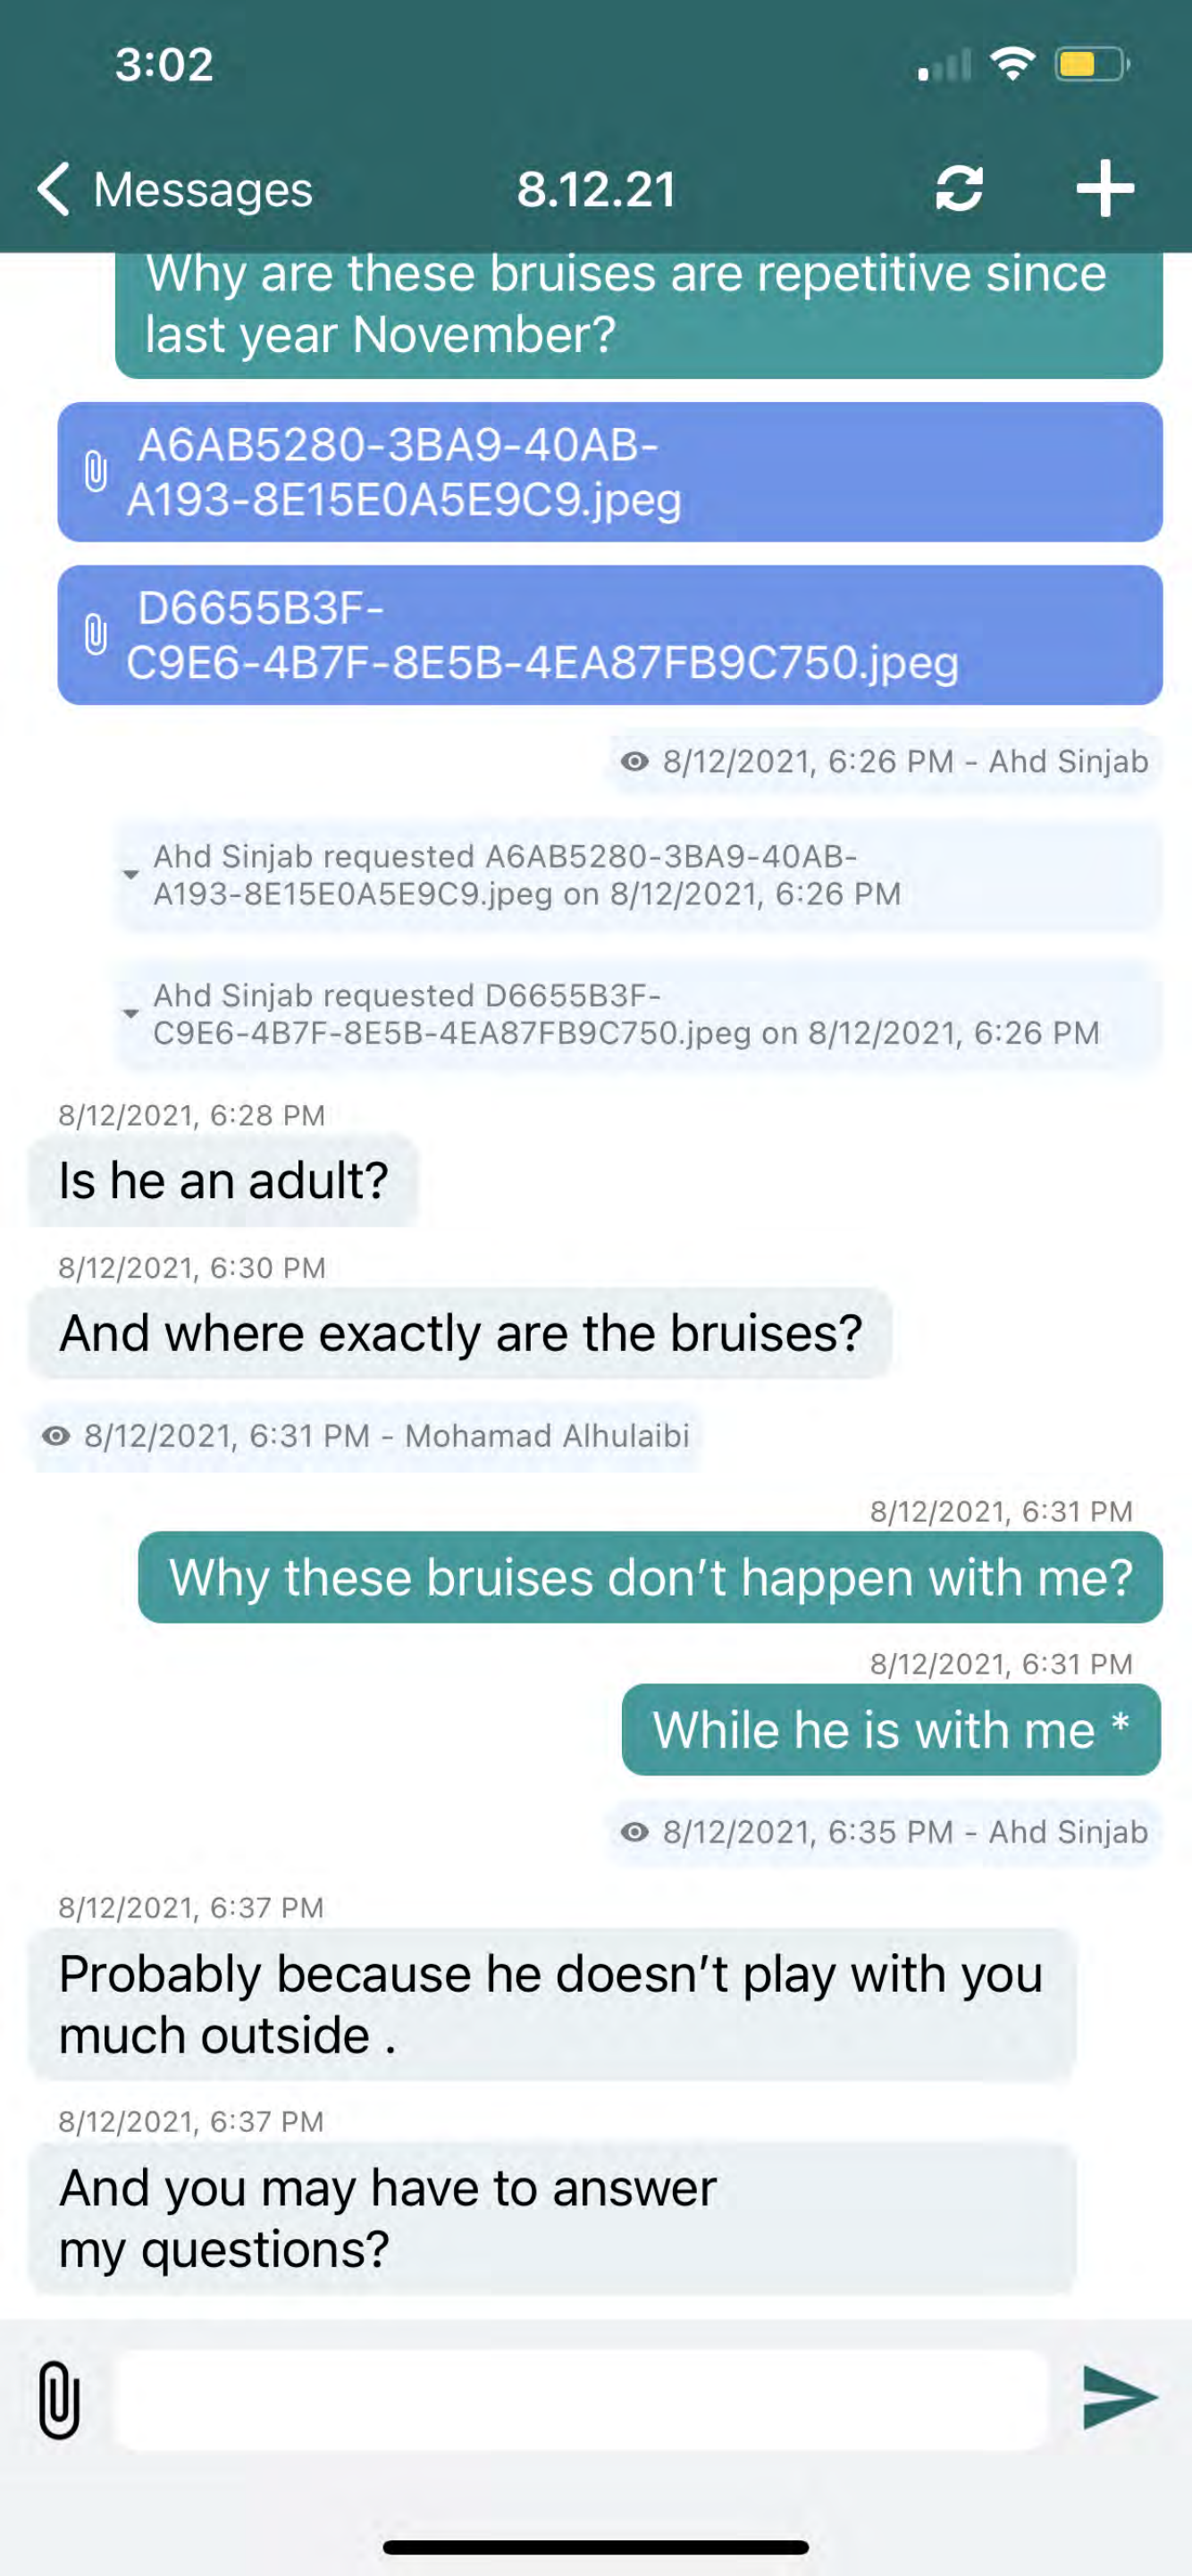 3:02
Messages
8.12.21
Why are these bruises are repetitive since
last year November?
A6AB5280-3BA9-40AB-
A193-8E15E0A5E9C9.jpeg
D6655B3F-
C9E6-4B7F-8E5B-4EA87FB9C750.jpeg
8/12/2021, 6:26 PM - Ahd Sinjab
Ahd Sinjab requested A6AB5280-3BA9-40AB-
A193-8E15E0A5E9C9.jpeg on 8/12/2021, 6:26 PM
Ahd Sinjab requested D6655B3F-
C9E6-4B7F-8E5B-4EA87FB9C750.jpeg on 8/12/2021, 6:26 PM
8/12/2021, 6:28 PM
Is he an adult?
8/12/2021, 6:30 PM
And where exactly are the bruises?
8/12/2021, 6:31 PM - Mohamad Alhulaibi
8/12/2021, 6:31 PM
Why these bruises don’t happen with me?
8/12/2021, 6:31 PM
While he is with me *
8/12/2021, 6:35 PM - Ahd Sinjab
8/12/2021, 6:37 PM
Probably because he doesn’t play with you
much outside .
8/12/2021, 6:37 PM
And you may have to answer
my questions?